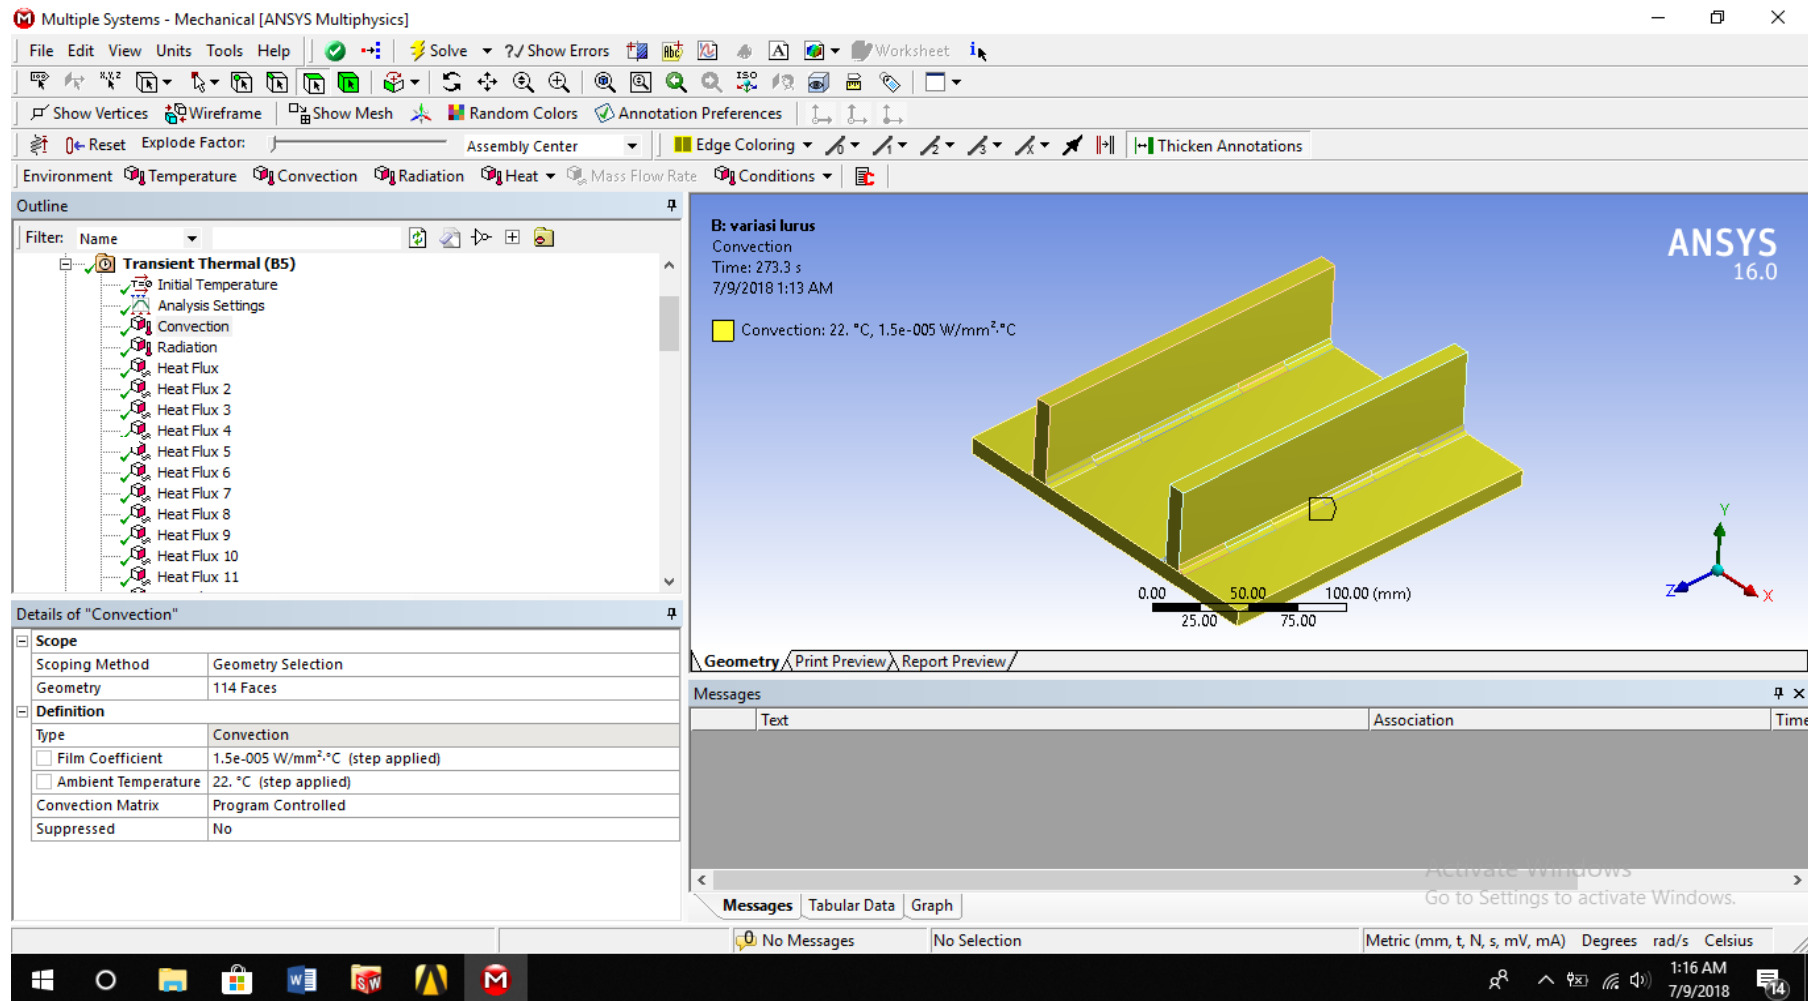 Multiple Systems - Mechanical [ANSYS Multiphysics]
File Edit View Units Tools Help Solve ?/ Show Errors Worksheet
Show Vertices Wireframe Show Mesh Random Colors Annotation Preferences
Reset Explode Factor: Assembly Center Edge Coloring Thicken Annotations
Environment Temperature Convection Radiation Heat Mass Flow Rate Conditions
Outline
Filter: Name
Transient Thermal (B5)
Initial Temperature
Analysis Settings
Convection
Radiation
Heat Flux
Heat Flux 2
Heat Flux 3
Heat Flux 4
Heat Flux 5
Heat Flux 6
Heat Flux 7
Heat Flux 8
Heat Flux 9
Heat Flux 10
Heat Flux 11
Details of "Convection"
Scope
Scoping Method Geometry Selection
Geometry 114 Faces
Definition
Type Convection
Film Coefficient 1.5e-005 W/mm²·°C (step applied)
Ambient Temperature 22. °C (step applied)
Convection Matrix Program Controlled
Suppressed No
B: variasi lurus
Convection
Time: 273.3 s
7/9/2018 1:13 AM
Convection: 22. °C, 1.5e-005 W/mm²·°C
ANSYS
16.0
Y
Z
X
0.00 50.00 100.00 (mm)
25.00 75.00
Geometry Print Preview Report Preview
Messages
Text Association Time
Activate Windows
Go to Settings to activate Windows.
Messages Tabular Data Graph
0 No Messages No Selection Metric (mm, t, N, s, mV, mA) Degrees rad/s Celsius
1:16 AM
7/9/2018
14